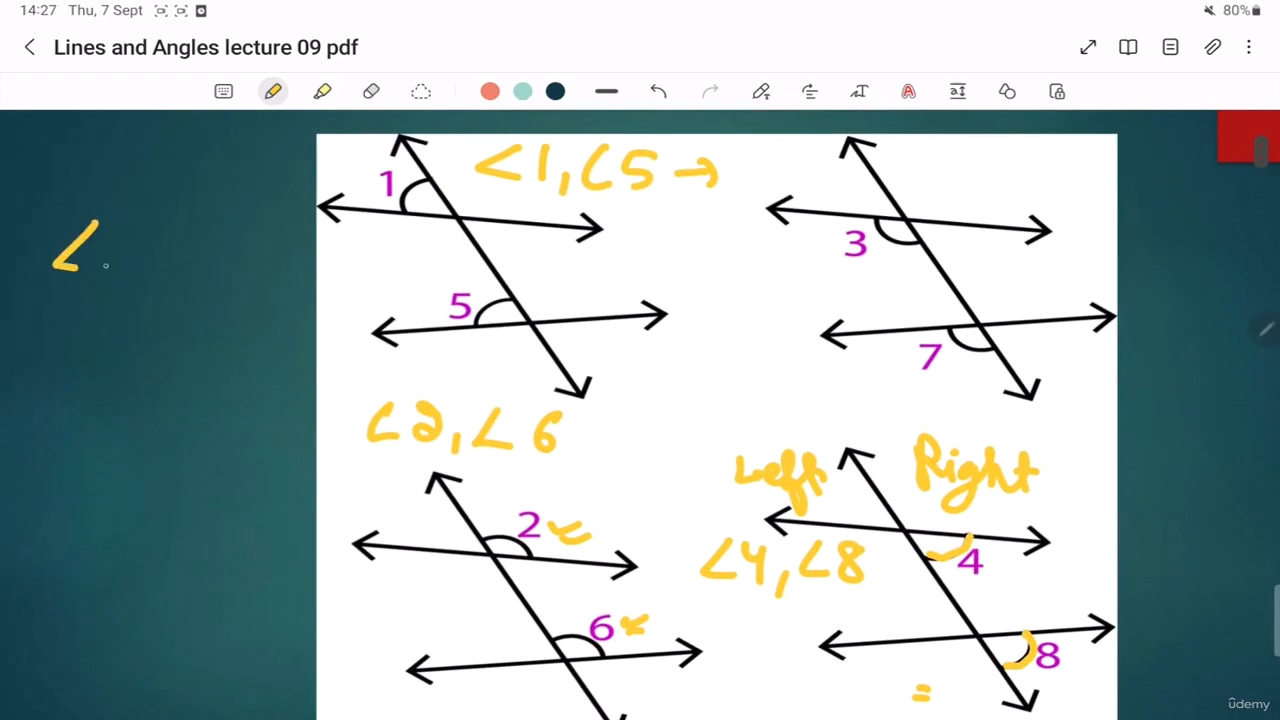 14:27 Thu, 7 Sept 80%
Lines and Angles lecture 09 pdf
<1, <5 →
1
3
<
5
7
<2, <6
Left Right
2
4
<4, <8
6
8
=
ûdemy